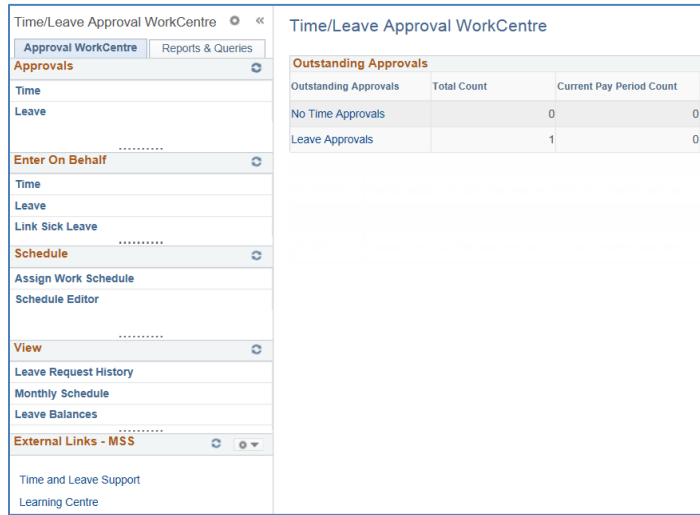 Time/Leave Approval WorkCentre «
Approval WorkCentre Reports & Queries
Approvals
Time
Leave
Enter On Behalf
Time
Leave
Link Sick Leave
Schedule
Assign Work Schedule
Schedule Editor
View
Leave Request History
Monthly Schedule
Leave Balances
External Links - MSS
Time and Leave Support
Learning Centre
Time/Leave Approval WorkCentre
Outstanding Approvals
Outstanding Approvals Total Count Current Pay Period Count
No Time Approvals 0 0
Leave Approvals 1 0